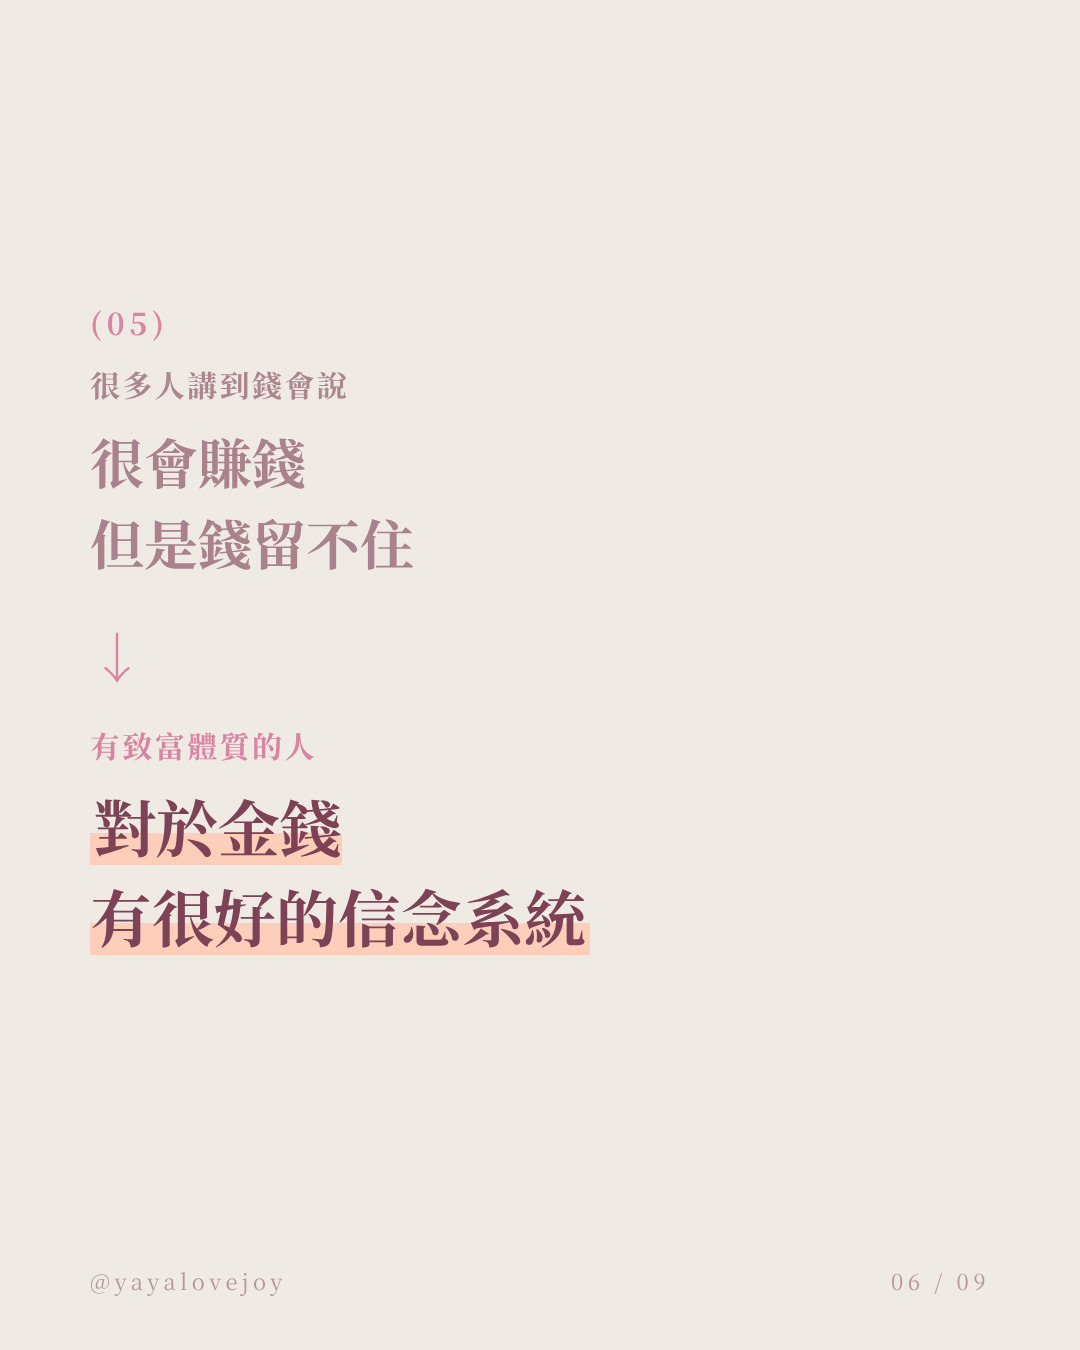 (05)
很多人講到錢會說
很會賺錢
但是錢留不住
↓
有致富體質的人
對於金錢
有很好的信念系統
@yayalovejoy
06 / 09